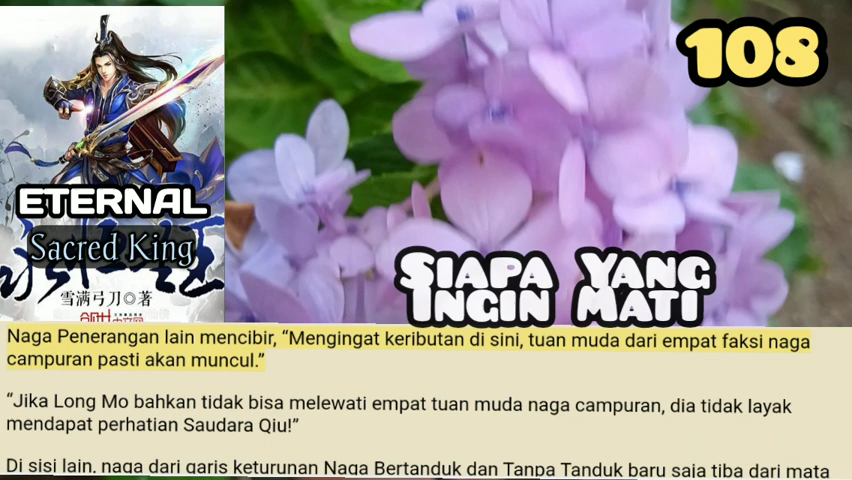 108
ETERNAL
Sacred King
雪满弓刀◎著
SIAPA YANG
INGIN MATI
Naga Penerangan lain mencibir, “Mengingat keributan di sini, tuan muda dari empat faksi naga
campuran pasti akan muncul.”
“Jika Long Mo bahkan tidak bisa melewati empat tuan muda naga campuran, dia tidak layak
mendapat perhatian Saudara Qiu!”
Di sisi lain, naga dari garis keturunan Naga Bertanduk dan Tanpa Tanduk baru saja tiba dari mata